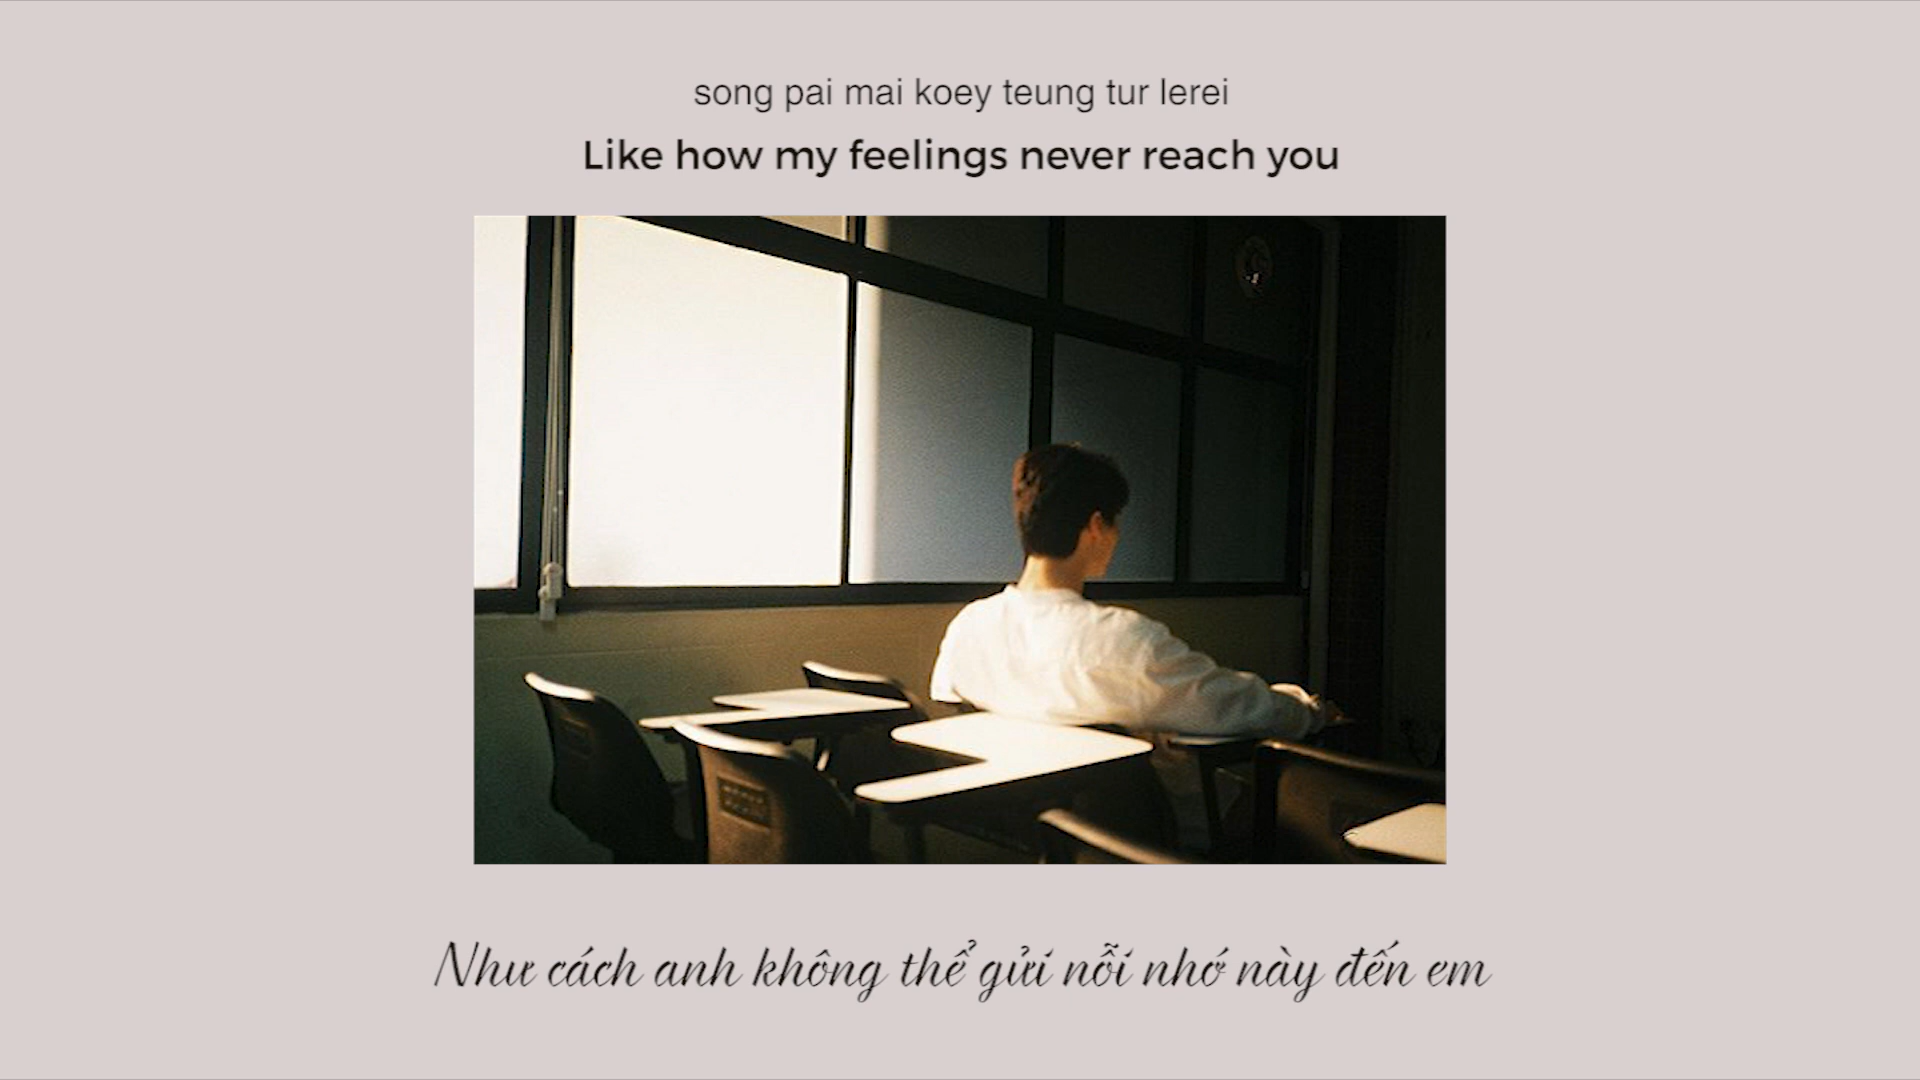 song pai mai koey teung tur lerei
Like how my feelings never reach you
Như cách anh không thể gửi nỗi nhớ này đến em